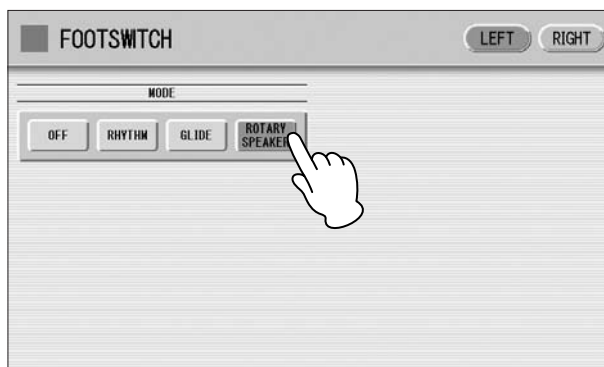 FOOTSWITCH
LEFT RIGHT
MODE
OFF RHYTHM GLIDE ROTARY
SPEAKER